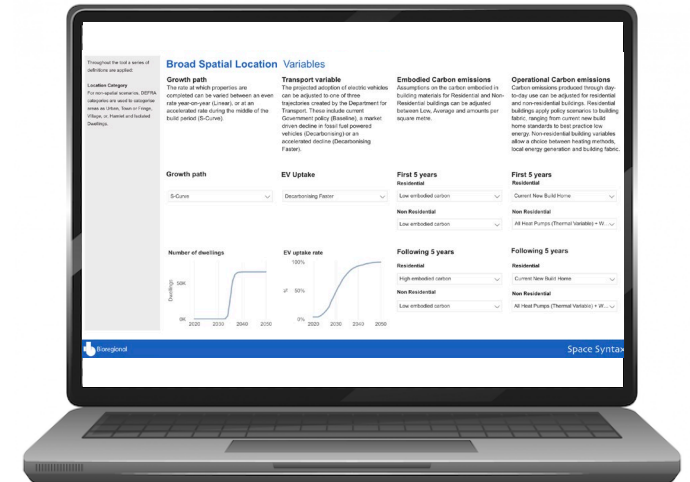 Throughout the tool a series of
definitions are applied:
Location Category
For non-spatial scenarios, DEFRA
categories are used to categorise
areas as Urban, Town or Fringe,
Village, or, Hamlet and Isolated
Dwellings.
Broad Spatial Location Variables
Growth path
The rate at which properties are
completed can be varied between an even
rate year-on-year (Linear), or at an
accelerated rate during the middle of the
build period (S-Curve).
Transport variable
The projected adoption of electric vehicles
can be adjusted to one of three
trajectories created by the Department for
Transport. These include current
Government policy (Baseline), a market
driven decline in fossil fuel powered
vehicles (Decarbonising) or an
accelerated decline (Decarbonising
Faster).
Embodied Carbon emissions
Assumptions on the carbon embodied in
building materials for Residential and Non-
Residential buildings can be adjusted
between Low, Average and amounts per
square metre.
Operational Carbon emissions
Carbon emissions produced through day-
to-day use can be adjusted for residential
and non-residential buildings. Residential
buildings apply policy scenarios to building
fabric, ranging from current new build
home standards to best practice low
energy. Non-residential building variables
allow a choice between heating methods,
local energy generation and building fabric.
Growth path
S-Curve
EV Uptake
Decarbonising Faster
First 5 years
Residential
Low embodied carbon
Non Residential
Low embodied carbon
First 5 years
Residential
Current New Build Home
Non Residential
All Heat Pumps (Thermal Variable) + W...
Number of dwellings
Dwellings
50K
0K
2020 2030 2040 2050
EV uptake rate
100%
%
50%
0%
2020 2030 2040 2050
Following 5 years
Residential
High embodied carbon
Non Residential
Low embodied carbon
Following 5 years
Residential
Current New Build Home
Non Residential
All Heat Pumps (Thermal Variable) + W...
Bioregional
Space Syntax